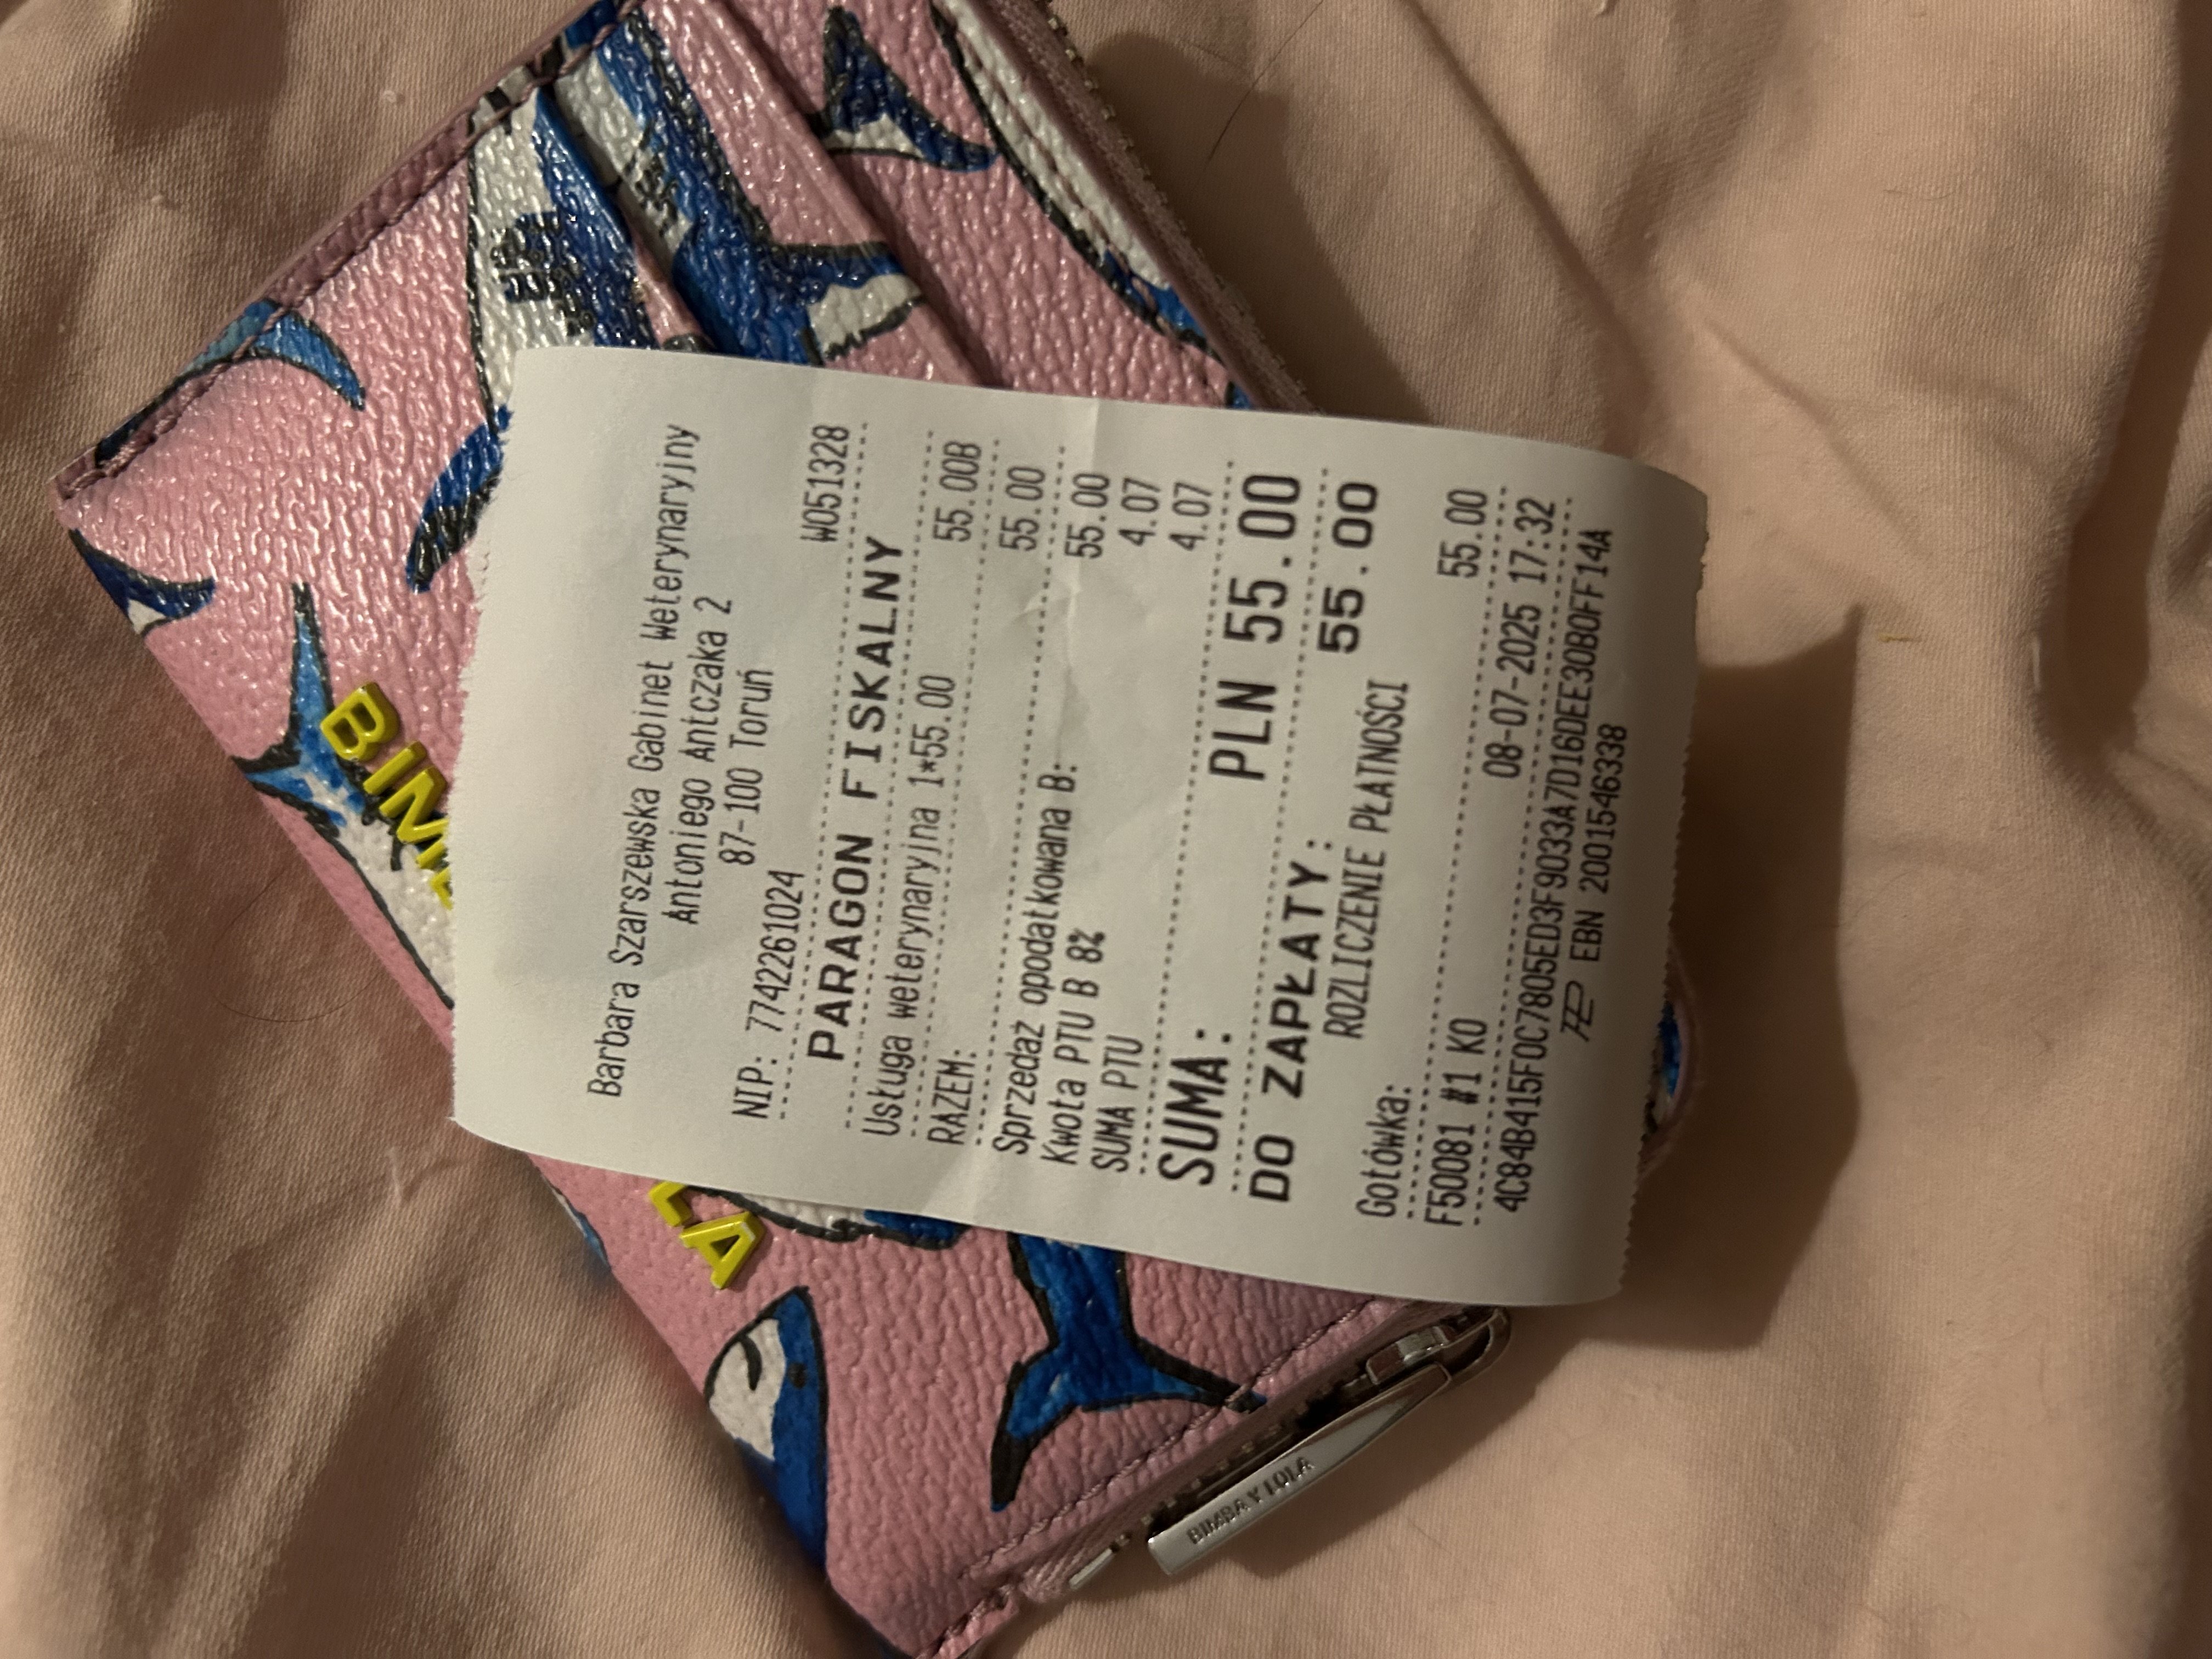 Barbara Szarszewska Gabinet Weterynaryjny
Antoniego Antczaka 2
87-100 Toruń
NIP: 7742261024 W051328
PARAGON FISKALNY
Usługa weterynaryjna 1*55.00 55.00B
RAZEM: 55.00
Sprzedaż opodatkowana B: 55.00
Kwota PTU B 8% 4.07
SUMA PTU 4.07
SUMA: PLN 55.00
DO ZAPŁATY: 55.00
ROZLICZENIE PŁATNOŚCI
Gotówka: 55.00
F50081 #1 KO 08-07-2025 17:32
4C84B415F0C7805ED3F9033A7D16DEE30B0FF14A
EBN 2001546338
BIM
LA
BIMBA Y LOLA